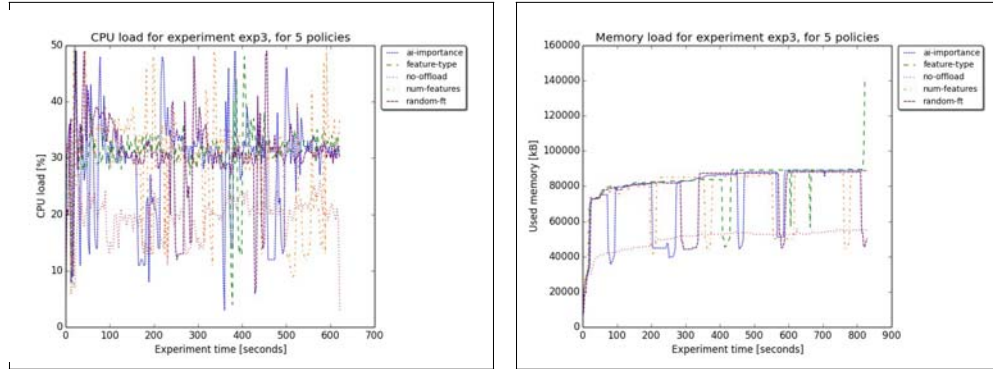 CPU load for experiment exp3, for 5 policies
50
40
30
20
10
0
CPU load [%]
0 100 200 300 400 500 600 700
Experiment time [seconds]
ai-importance
feature-type
no-offload
num-features
random-ft
Memory load for experiment exp3, for 5 policies
160000
140000
120000
100000
80000
60000
40000
20000
0
Used memory [kB]
0 100 200 300 400 500 600 700 800 900
Experiment time [seconds]
ai-importance
feature-type
no-offload
num-features
random-ft